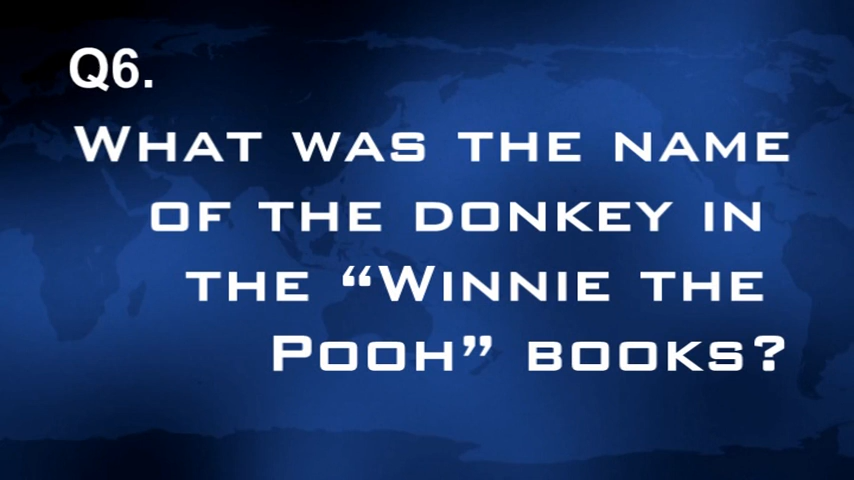 Q6.
What was the name
of the donkey in
the “Winnie the
Pooh” books?